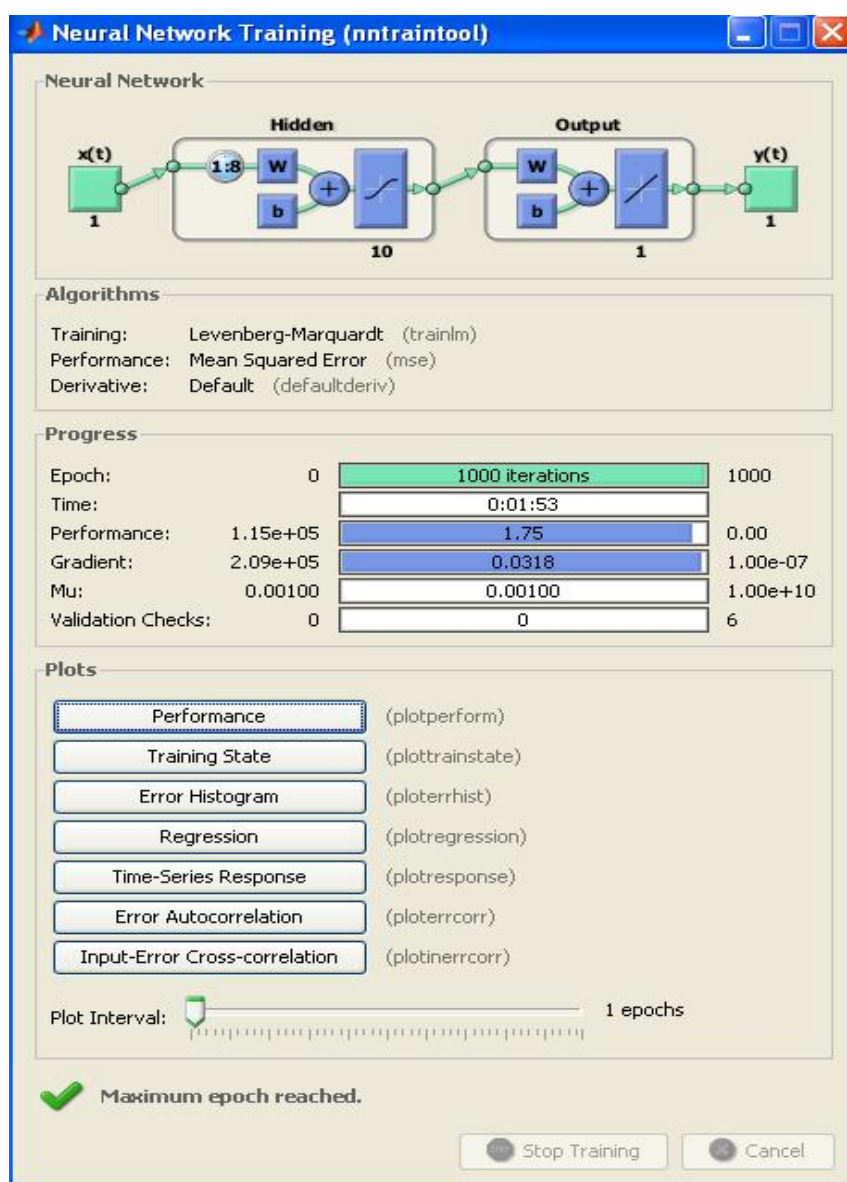 Neural Network Training (nntraintool)
Neural Network
Hidden
Output
x(t)
1:8
W
b
+
W
b
+
y(t)
1
10
1
1
Algorithms
Training: Levenberg-Marquardt (trainlm)
Performance: Mean Squared Error (mse)
Derivative: Default (defaultderiv)
Progress
Epoch: 0 1000 iterations 1000
Time: 0:01:53
Performance: 1.15e+05 1.75 0.00
Gradient: 2.09e+05 0.0318 1.00e-07
Mu: 0.00100 0.00100 1.00e+10
Validation Checks: 0 0 6
Plots
Performance (plotperform)
Training State (plottrainstate)
Error Histogram (ploterrhist)
Regression (plotregression)
Time-Series Response (plotresponse)
Error Autocorrelation (ploterrcorr)
Input-Error Cross-correlation (plotinerrcorr)
Plot Interval: 1 epochs
Maximum epoch reached.
Stop Training Cancel